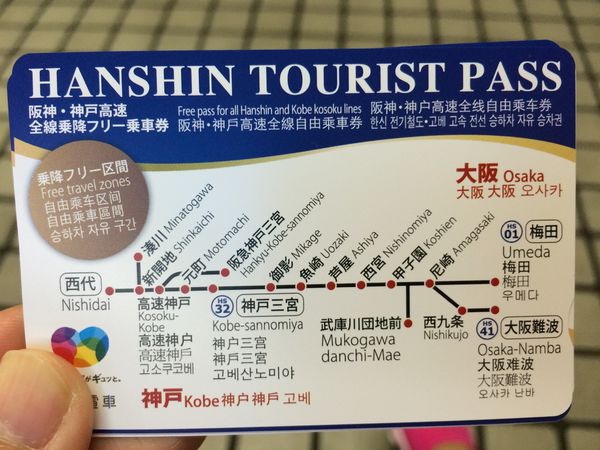 HANSHIN TOURIST PASS
阪神・神戸高速
全線乗降フリー乗車券
Free pass for all Hanshin and Kobe kosoku lines
阪神・神戶高速全線自由乘車券
阪神・神户高速全线自由乘车券
한신 전기철도・고베 고속 전선 승하차 자유 승차권
乗降フリー区間
Free travel zones
自由乘车区间
自由乘車區間
승하차 자유 구간
大阪 Osaka
大阪 大阪 오사카
湊川 Minatogawa
新開地 Shinkaichi
元町 Motomachi
阪急神戸三宮
Hankyu-Kobe-sannomiya
御影 Mikage
魚崎 Uozaki
芦屋 Ashiya
西宮 Nishinomiya
甲子園 Koshien
尼崎 Amagasaki
HS 01 梅田
Umeda
梅田
梅田
우메다
西代
Nishidai
高速神戸
Kosoku-
Kobe
高速神户
高速神戶
고소쿠코베
HS 32 神戸三宮
Kobe-sannomiya
神户三宫
神戶三宮
고베산노미야
武庫川団地前
Mukogawa
danchi-Mae
西九条
Nishikujo
HS 41 大阪難波
Osaka-Namba
大阪难波
大阪難波
오사카 난바
がギュッと。
電車
神戸 Kobe 神户 神戶 고베